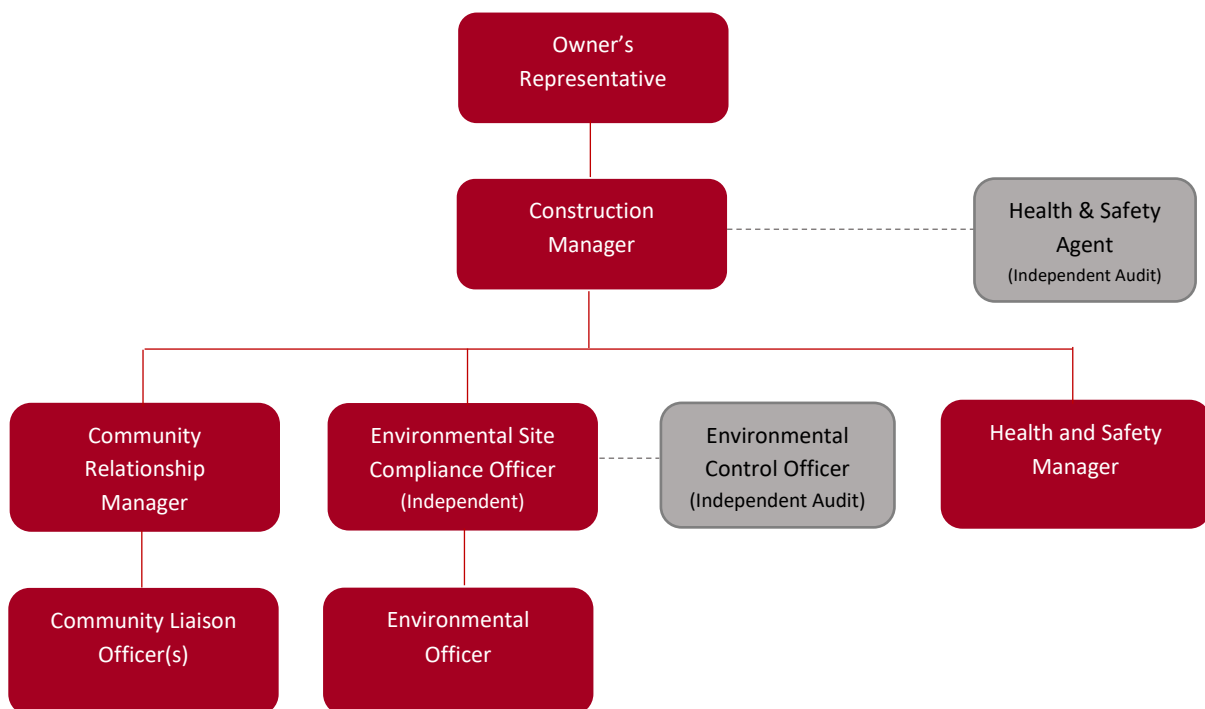 Owner’s
Representative
Construction
Manager
Health & Safety
Agent
(Independent Audit)
Community
Relationship
Manager
Environmental Site
Compliance Officer
(Independent)
Environmental
Control Officer
(Independent Audit)
Health and Safety
Manager
Community Liaison
Officer(s)
Environmental
Officer